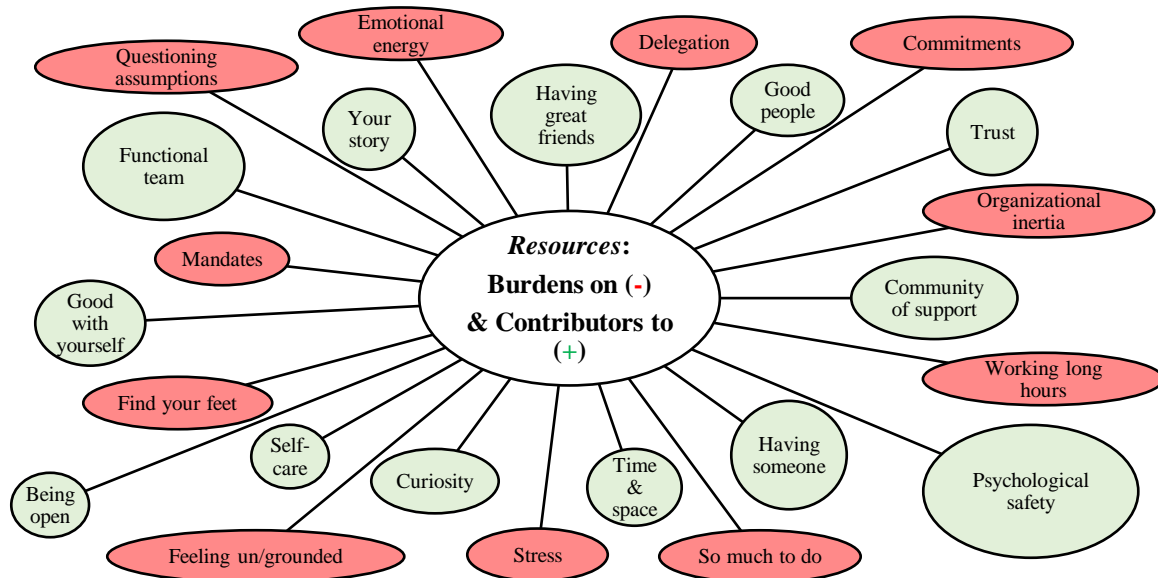 Emotional
energy
Delegation
Commitments
Questioning
assumptions
Having
great
friends
Good
people
Your
story
Trust
Functional
team
Organizational
inertia
Resources:
Mandates
Burdens on (-)
Community
of support
Good
with
yourself
& Contributors to
(+)
Working long
hours
Find your feet
Self-
care
Having
someone
Curiosity
Time
&
space
Psychological
safety
Being
open
Feeling un/grounded
Stress
So much to do